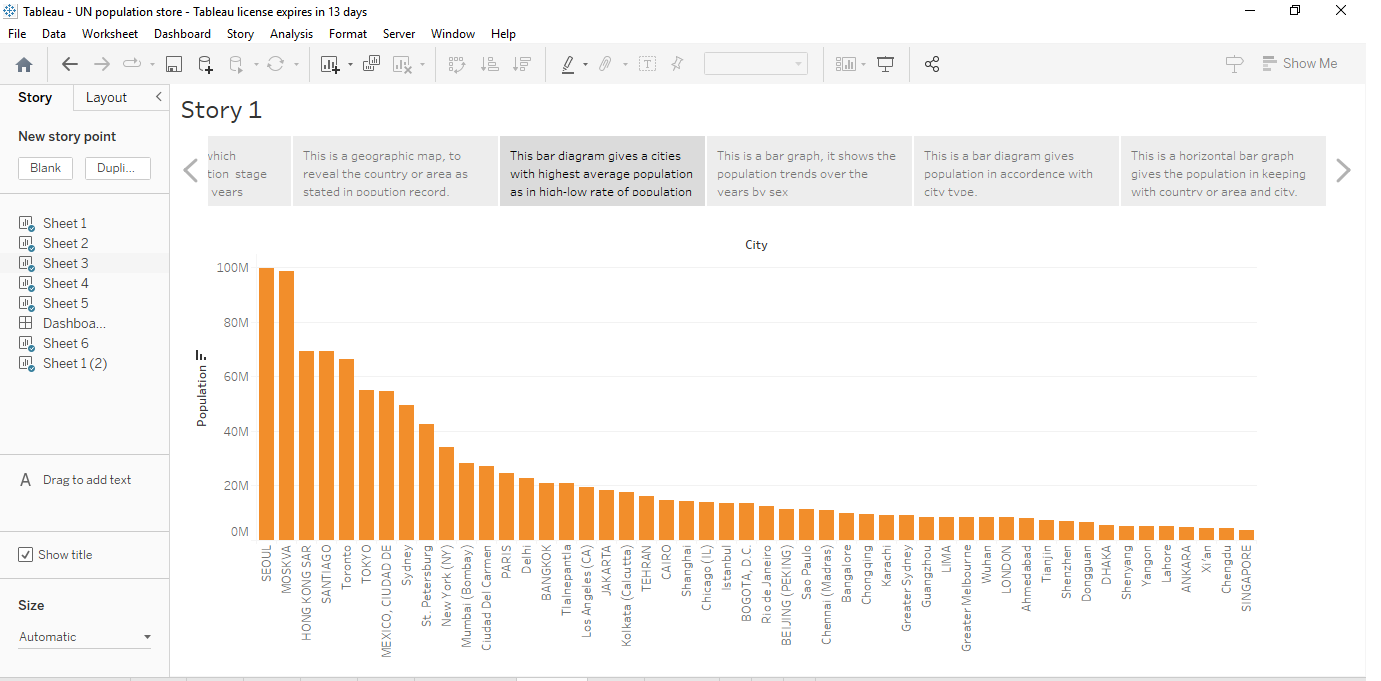 Tableau - UN population store - Tableau license expires in 13 days
File Data Worksheet Dashboard Story Analysis Format Server Window Help
Show Me
Story Layout
New story point
Blank Dupli...
Sheet 1
Sheet 2
Sheet 3
Sheet 4
Sheet 5
Dashboa...
Sheet 6
Sheet 1 (2)
A Drag to add text
Show title
Size
Automatic
Story 1
which
tion stage
years
This is a geographic map, to
reveal the country or area as
stated in popution record.
This bar diagram gives a cities
with highest average population
as in high-low rate of population
This is a bar graph, it shows the
population trends over the
years by sex
This is a bar diagram gives
population in accordance with
city type.
This is a horizontal bar graph
gives the population in keeping
with country or area and city.
City
Population
100M
80M
60M
40M
20M
0M
SEOUL
MOSKVA
HONG KONG SAR
SANTIAGO
Toronto
TOKYO
MEXICO, CIUDAD DE
Sydney
St. Petersburg
New York (NY)
Mumbai (Bombay)
Ciudad Del Carmen
PARIS
Delhi
BANGKOK
Tlalnepantla
Los Angeles (CA)
JAKARTA
Kolkata (Calcutta)
TEHRAN
CAIRO
Shanghai
Chicago (IL)
Istanbul
BOGOTA, D.C.
Rio de Janeiro
BEIJING (PEKING)
Sao Paulo
Chennai (Madras)
Bangalore
Chongqing
Karachi
Greater Sydney
Guangzhou
LIMA
Greater Melbourne
Wuhan
LONDON
Ahmedabad
Tianjin
Shenzhen
Dongguan
DHAKA
Shenyang
Yangon
Lahore
ANKARA
Xi'an
Chengdu
SINGAPORE